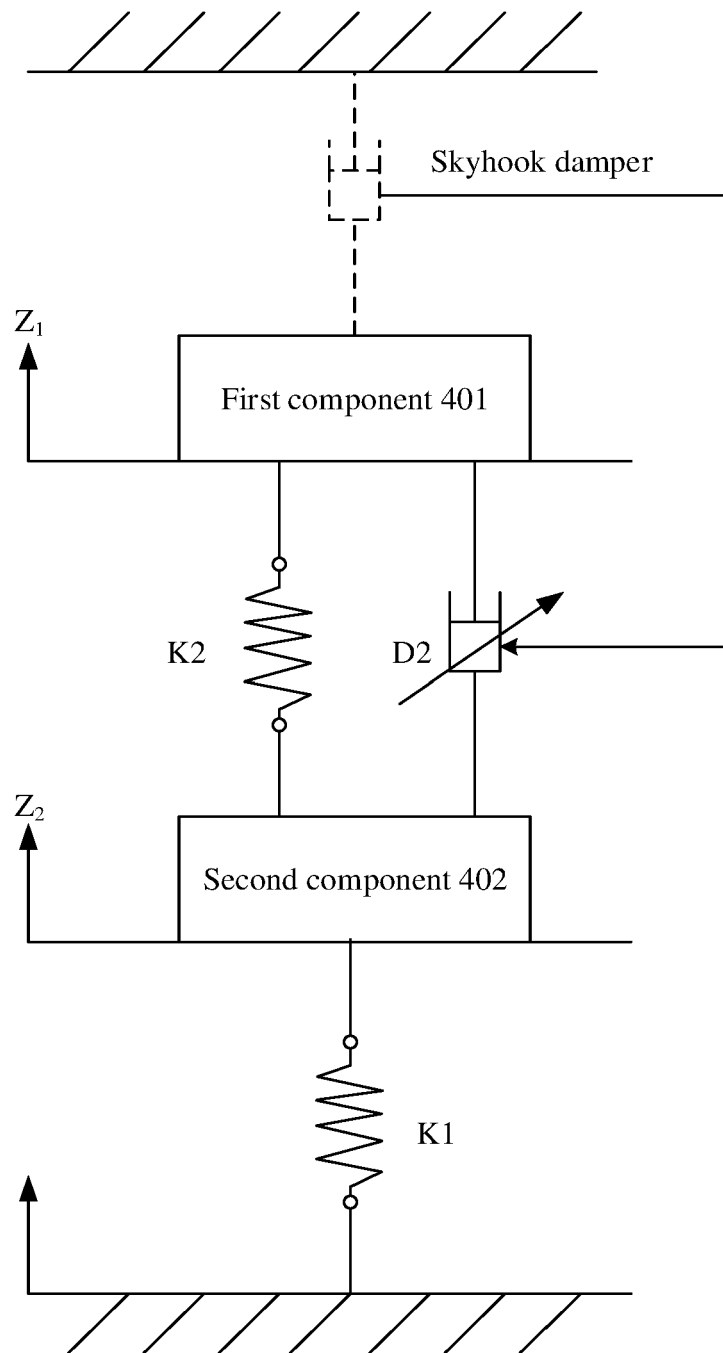 Skyhook damper
Z₁
First component 401
K2
D2
Z₂
Second component 402
K1